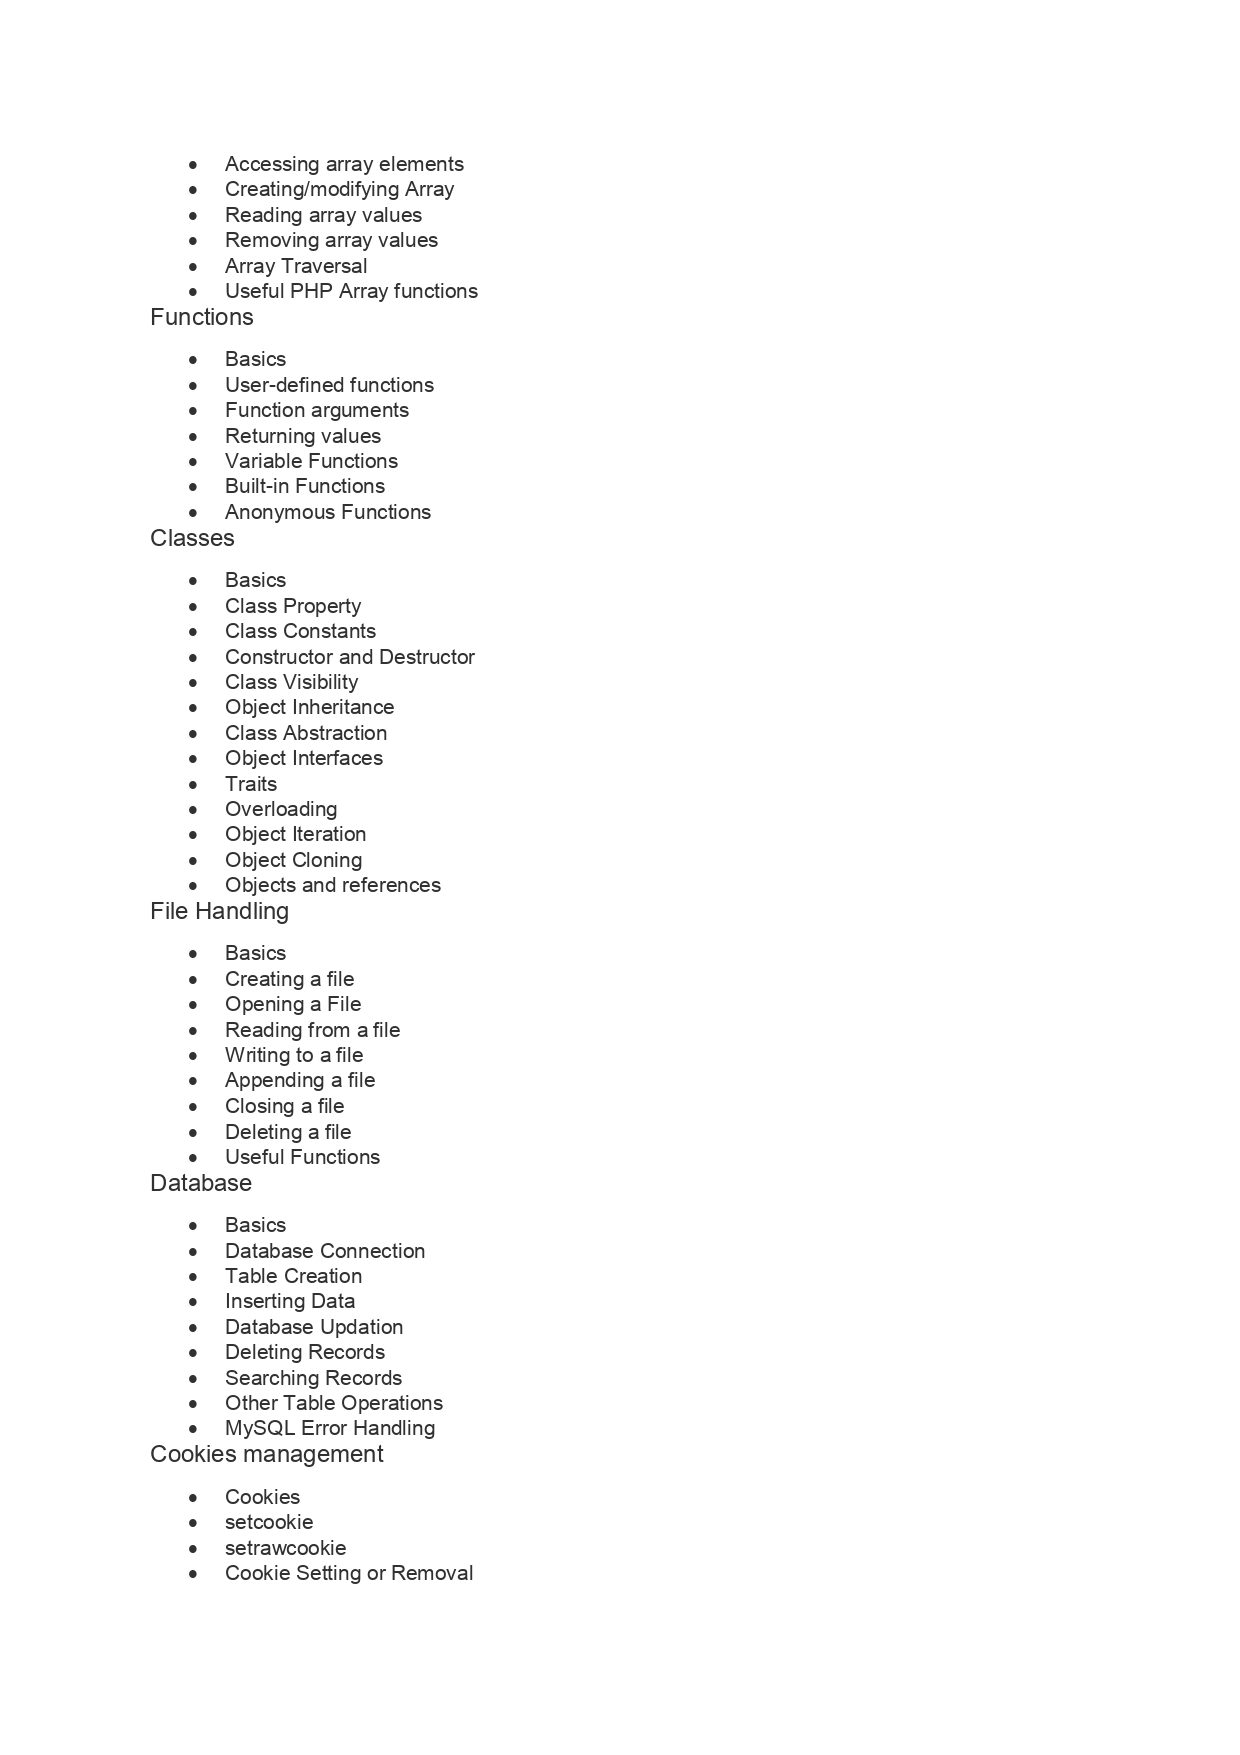 • Accessing array elements
• Creating/modifying Array
• Reading array values
• Removing array values
• Array Traversal
• Useful PHP Array functions
Functions
• Basics
• User-defined functions
• Function arguments
• Returning values
• Variable Functions
• Built-in Functions
• Anonymous Functions
Classes
• Basics
• Class Property
• Class Constants
• Constructor and Destructor
• Class Visibility
• Object Inheritance
• Class Abstraction
• Object Interfaces
• Traits
• Overloading
• Object Iteration
• Object Cloning
• Objects and references
File Handling
• Basics
• Creating a file
• Opening a File
• Reading from a file
• Writing to a file
• Appending a file
• Closing a file
• Deleting a file
• Useful Functions
Database
• Basics
• Database Connection
• Table Creation
• Inserting Data
• Database Updation
• Deleting Records
• Searching Records
• Other Table Operations
• MySQL Error Handling
Cookies management
• Cookies
• setcookie
• setrawcookie
• Cookie Setting or Removal